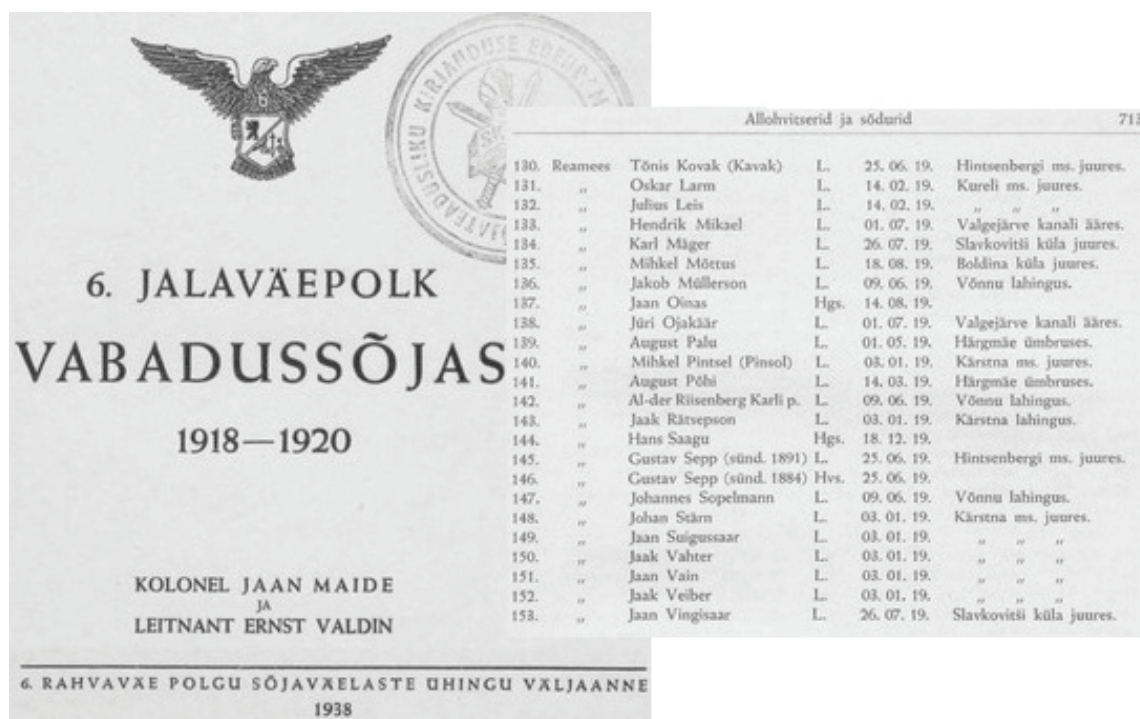 6
KIRJANDUSE EDEND
6. JALAVÄEPOLK
VABADUSSÕJAS
1918—1920
KOLONEL JAAN MAIDE
JA
LEITNANT ERNST VALDIN
6. RAHVAVÄE POLGU SÕJAVÄELASTE ÜHINGU VÄLJAANNE
1938
Allohvitserid ja sõdurid 713
130. Reamees Tõnis Kovak (Kavak) L. 25. 06. 19. Hintsenbergi ms. juures.
131. „ Oskar Larm L. 14. 02. 19. Kureli ms. juures.
132. „ Julius Leis L. 14. 02. 19. „ „ „
133. „ Hendrik Mikael L. 01. 07. 19. Valgejärve kanali ääres.
134. „ Karl Mäger L. 26. 07. 19. Slavkovitši küla juures.
135. „ Mihkel Mõttus L. 18. 08. 19. Boldina küla juures.
136. „ Jakob Müllerson L. 09. 06. 19. Võnnu lahingus.
137. „ Jaan Oinas Hgs. 14. 08. 19.
138. „ Jüri Ojakäär L. 01. 07. 19. Valgejärve kanali ääres.
139. „ August Palu L. 01. 05. 19. Härgmäe ümbruses.
140. „ Mihkel Pintsel (Pinsol) L. 03. 01. 19. Kärstna ms. juures.
141. „ August Põhi L. 14. 03. 19. Härgmäe ümbruses.
142. „ Al-der Riisenberg Karli p. L. 09. 06. 19. Võnnu lahingus.
143. „ Jaak Rätsepson L. 03. 01. 19. Kärstna lahingus.
144. „ Hans Saagu Hgs. 18. 12. 19.
145. „ Gustav Sepp (sünd. 1891) L. 25. 06. 19. Hintsenbergi ms. juures.
146. „ Gustav Sepp (sünd. 1884) Hvs. 25. 06. 19.
147. „ Johannes Sopelmann L. 09. 06. 19. Võnnu lahingus.
148. „ Johan Stärn L. 03. 01. 19. Kärstna ms. juures.
149. „ Jaan Suigussaar L. 03. 01. 19. „ „ „
150. „ Jaak Vahter L. 03. 01. 19. „ „ „
151. „ Jaan Vain L. 03. 01. 19. „ „ „
152. „ Jaak Veiber L. 03. 01. 19. „ „ „
153. „ Jaan Vingisaar L. 26. 07. 19. Slavkovitši küla juures.